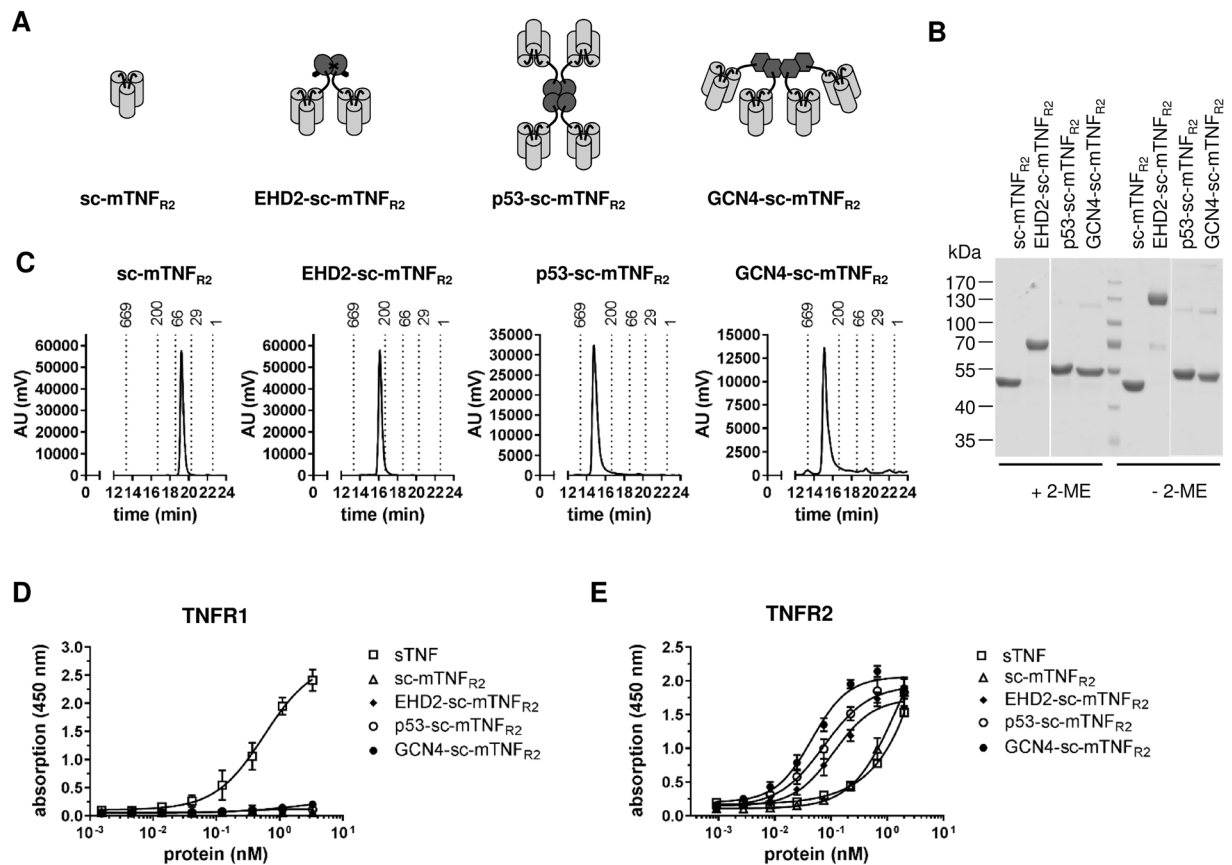 A
sc-mTNFR2
EHD2-sc-mTNFR2
p53-sc-mTNFR2
GCN4-sc-mTNFR2
B
sc-mTNFR2
EHD2-sc-mTNFR2
p53-sc-mTNFR2
GCN4-sc-mTNFR2
sc-mTNFR2
EHD2-sc-mTNFR2
p53-sc-mTNFR2
GCN4-sc-mTNFR2
kDa
170
130
100
70
55
40
35
+ 2-ME
- 2-ME
C
sc-mTNFR2
669
200
66
29
1
AU (mV)
60000
50000
40000
30000
20000
10000
0
0 12 14 16 18 20 22 24
time (min)
EHD2-sc-mTNFR2
669
200
66
29
1
AU (mV)
60000
50000
40000
30000
20000
10000
0
0 12 14 16 18 20 22 24
time (min)
p53-sc-mTNFR2
669
200
66
29
1
AU (mV)
35000
30000
25000
20000
15000
10000
5000
0
0 12 14 16 18 20 22 24
time (min)
GCN4-sc-mTNFR2
669
200
66
29
1
AU (mV)
15000
12500
10000
7500
5000
2500
0
0 12 14 16 18 20 22 24
time (min)
D
TNFR1
absorption (450 nm)
3.0
2.5
2.0
1.5
1.0
0.5
0.0
10-3 10-2 10-1 100 101
protein (nM)
sTNF
sc-mTNFR2
EHD2-sc-mTNFR2
p53-sc-mTNFR2
GCN4-sc-mTNFR2
E
TNFR2
absorption (450 nm)
2.5
2.0
1.5
1.0
0.5
0.0
10-3 10-2 10-1 100 101
protein (nM)
sTNF
sc-mTNFR2
EHD2-sc-mTNFR2
p53-sc-mTNFR2
GCN4-sc-mTNFR2